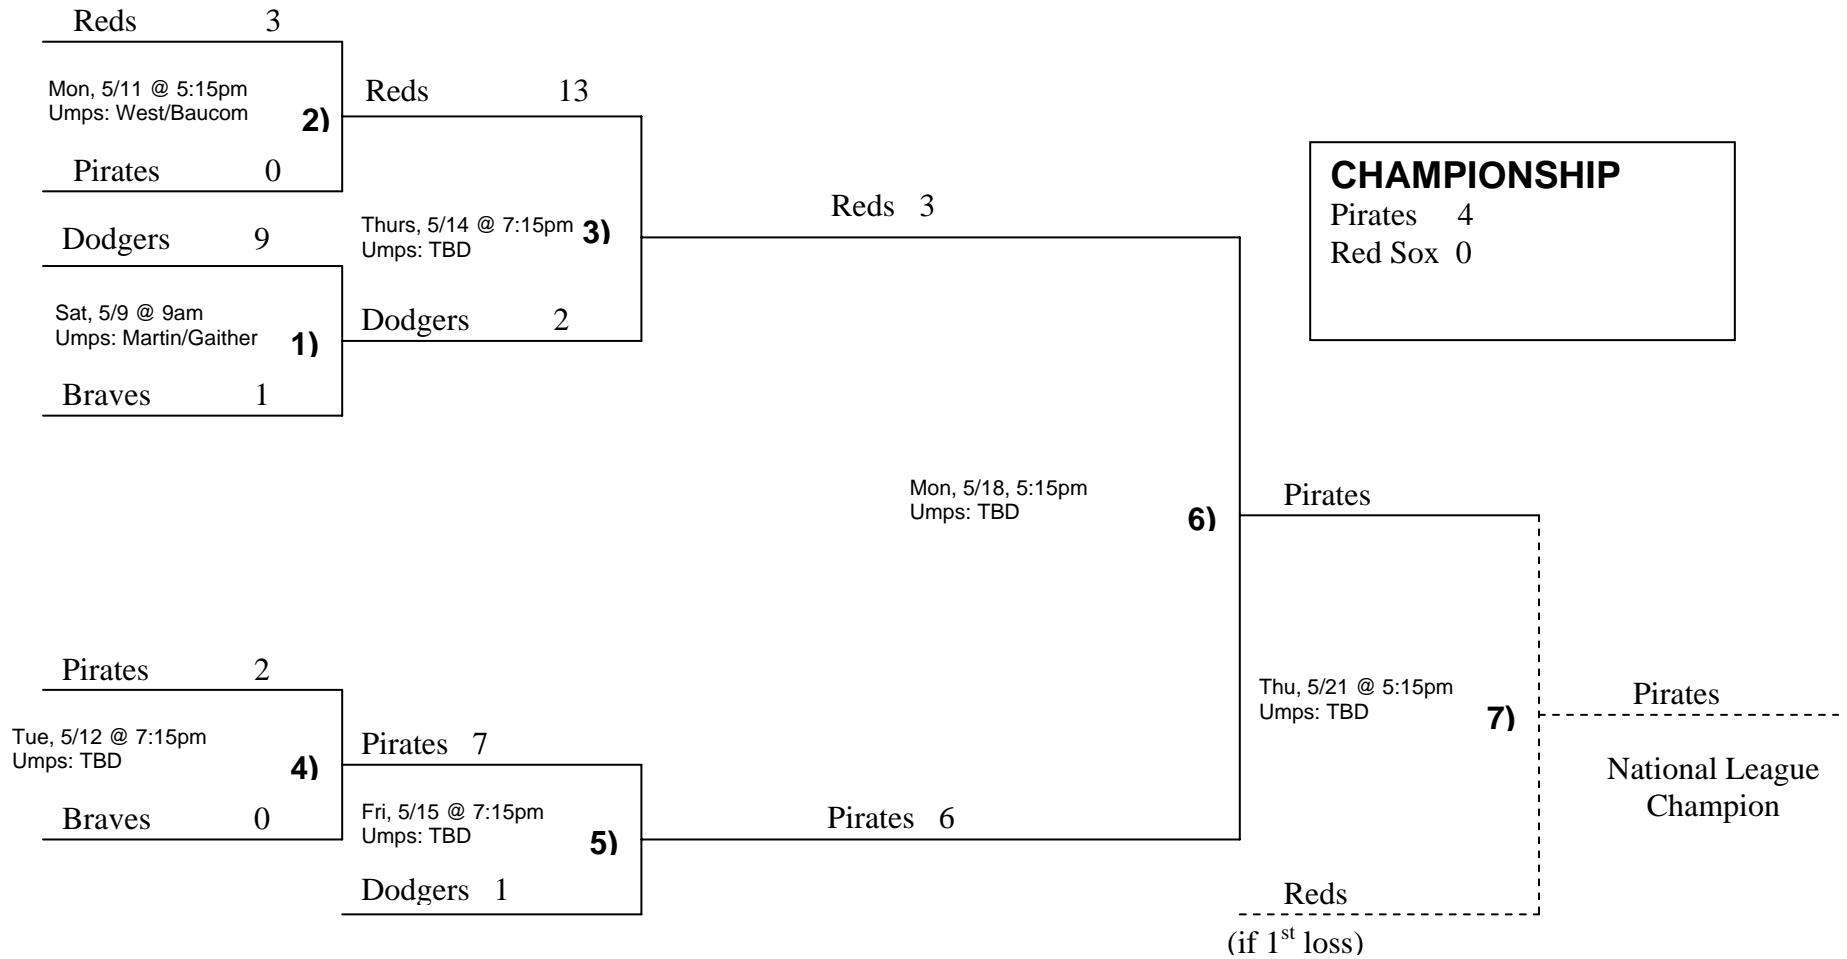 Reds 3
Mon, 5/11 @ 5:15pm
Umps: West/Baucom
2)
Pirates 0
Reds 13
Dodgers 9
Sat, 5/9 @ 9am
Umps: Martin/Gaither
1)
Braves 1
Thurs, 5/14 @ 7:15pm
Umps: TBD
3)
Dodgers 2
Reds 3
CHAMPIONSHIP
Pirates 4
Red Sox 0
Mon, 5/18, 5:15pm
Umps: TBD
6)
Pirates
Pirates 2
Tue, 5/12 @ 7:15pm
Umps: TBD
4)
Braves 0
Pirates 7
Fri, 5/15 @ 7:15pm
Umps: TBD
5)
Dodgers 1
Pirates 6
Thu, 5/21 @ 5:15pm
Umps: TBD
7)
Reds
(if 1st loss)
Pirates
National League
Champion